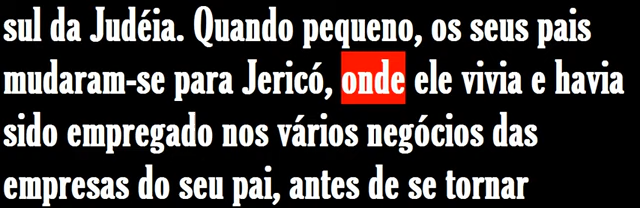 sul da Judéia. Quando pequeno, os seus pais
mudaram-se para Jericó, onde ele vivia e havia
sido empregado nos vários negócios das
empresas do seu pai, antes de se tornar